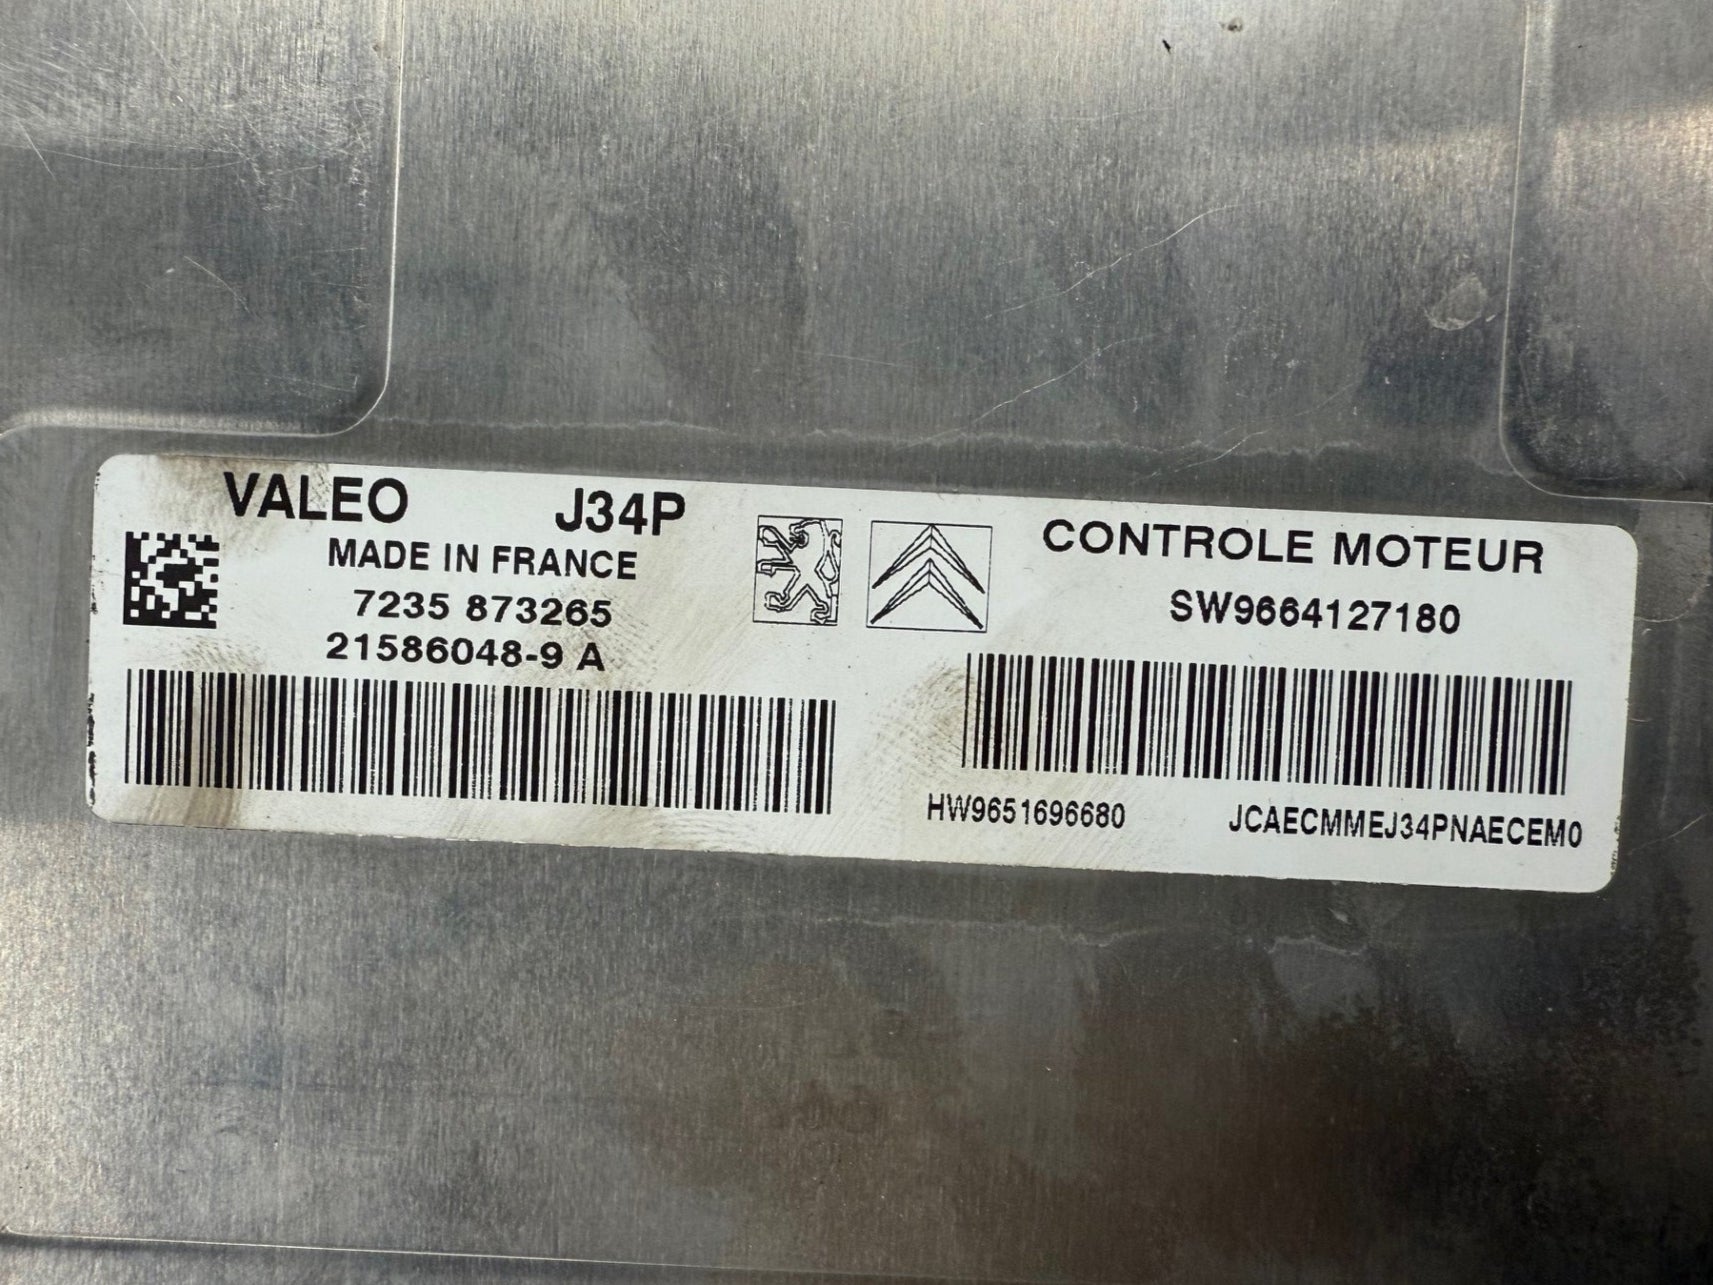 VALEO J34P
MADE IN FRANCE
7235 873265
21586048-9 A
CONTROLE MOTEUR
SW9664127180
HW9651696680 JCAECMMEJ34PNAECEM0